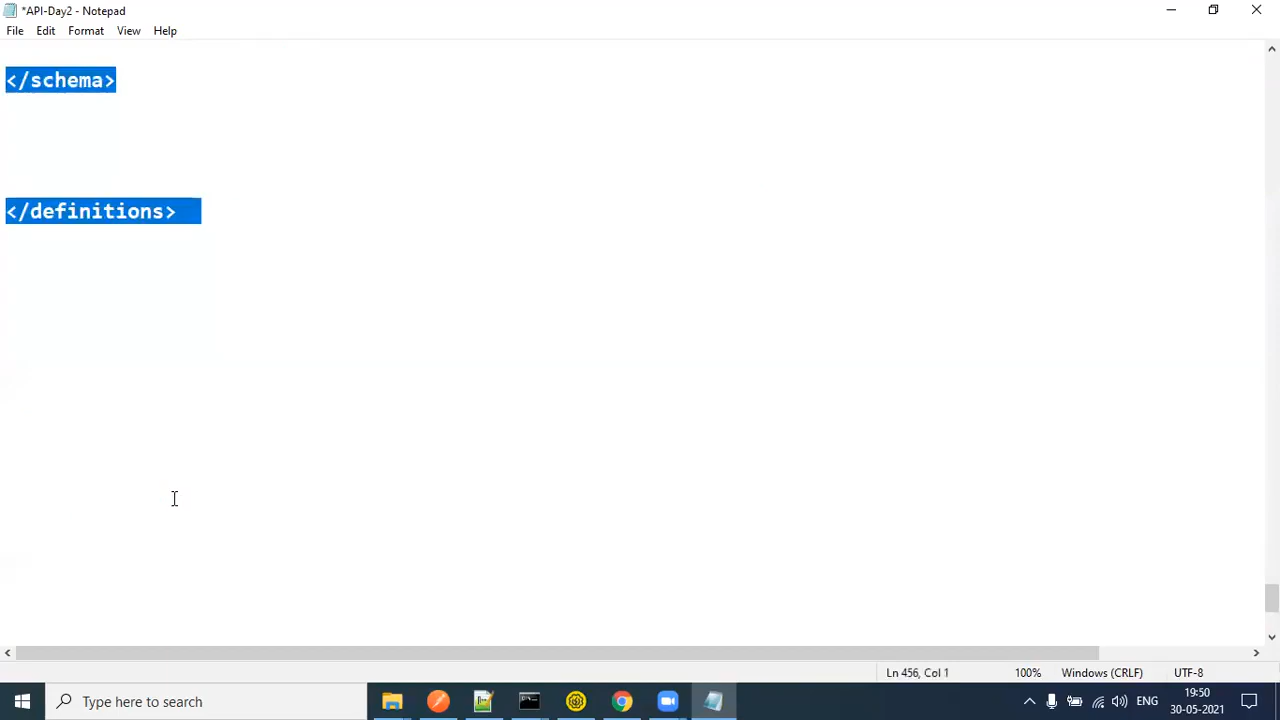 *API-Day2 - Notepad
File Edit Format View Help
</schema>
</definitions>
Ln 456, Col 1 100% Windows (CRLF) UTF-8
Type here to search
ENG
19:50
30-05-2021